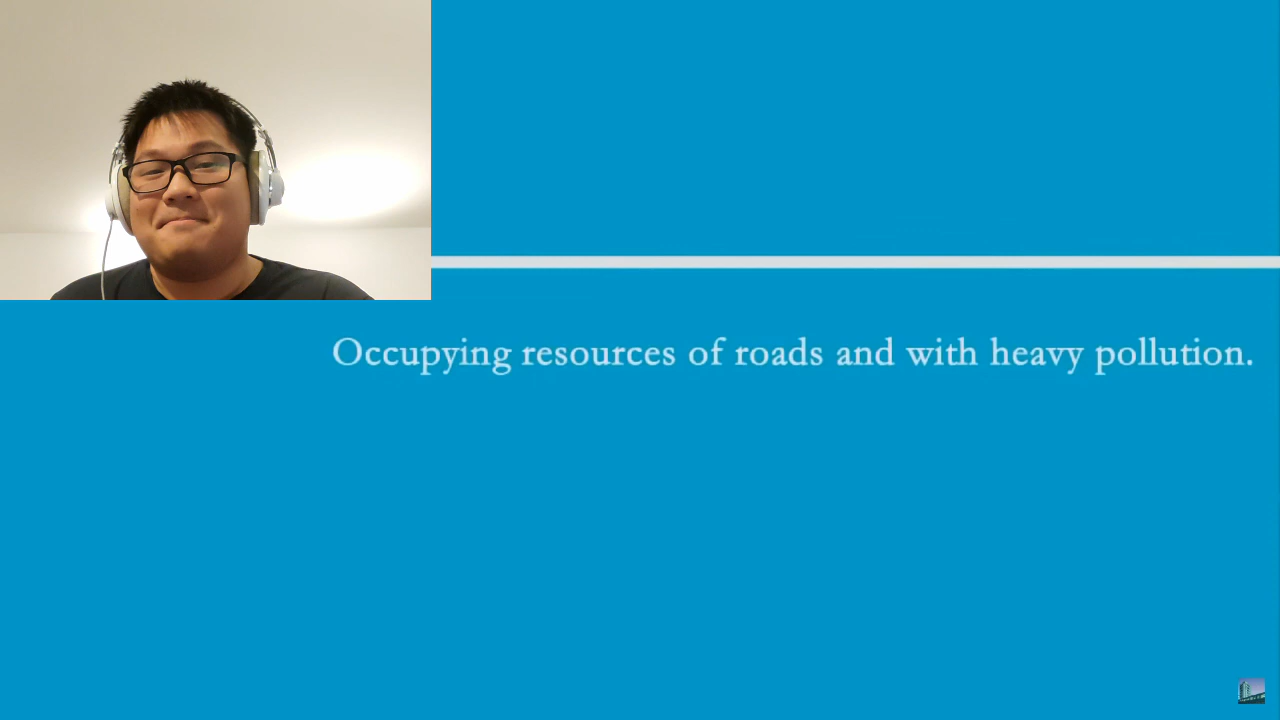 Occupying resources of roads and with heavy pollution.